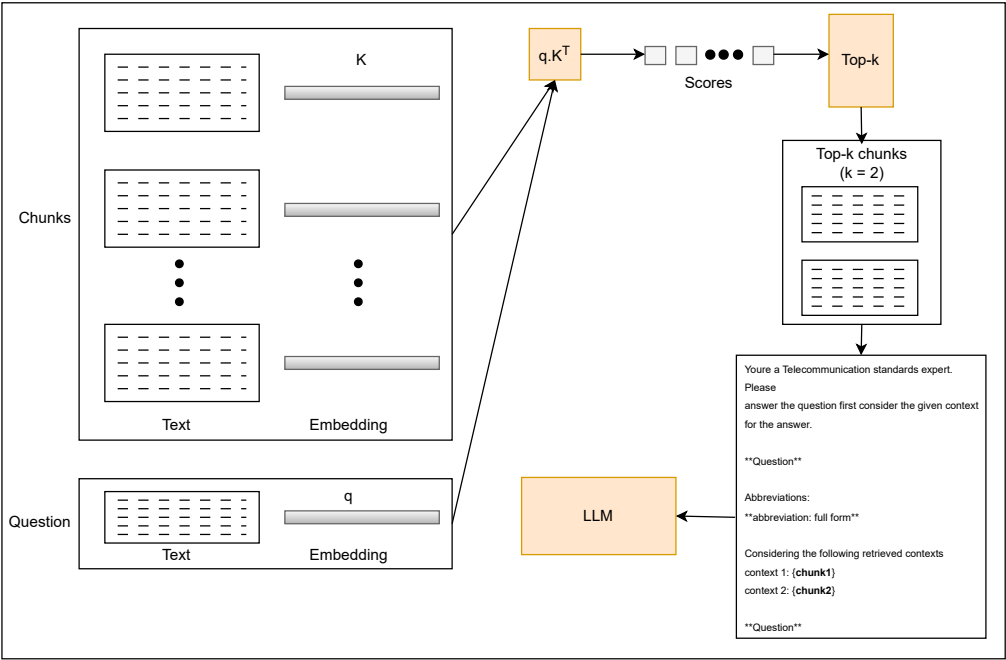 K
Chunks
Text
Embedding
q
Question
Text
Embedding
q.K^T
Scores
Top-k
Top-k chunks
(k = 2)
Youre a Telecommunication standards expert.
Please
answer the question first consider the given context
for the answer.
**Question**
Abbreviations:
**abbreviation: full form**
Considering the following retrieved contexts
context 1: {chunk1}
context 2: {chunk2}
**Question**
LLM